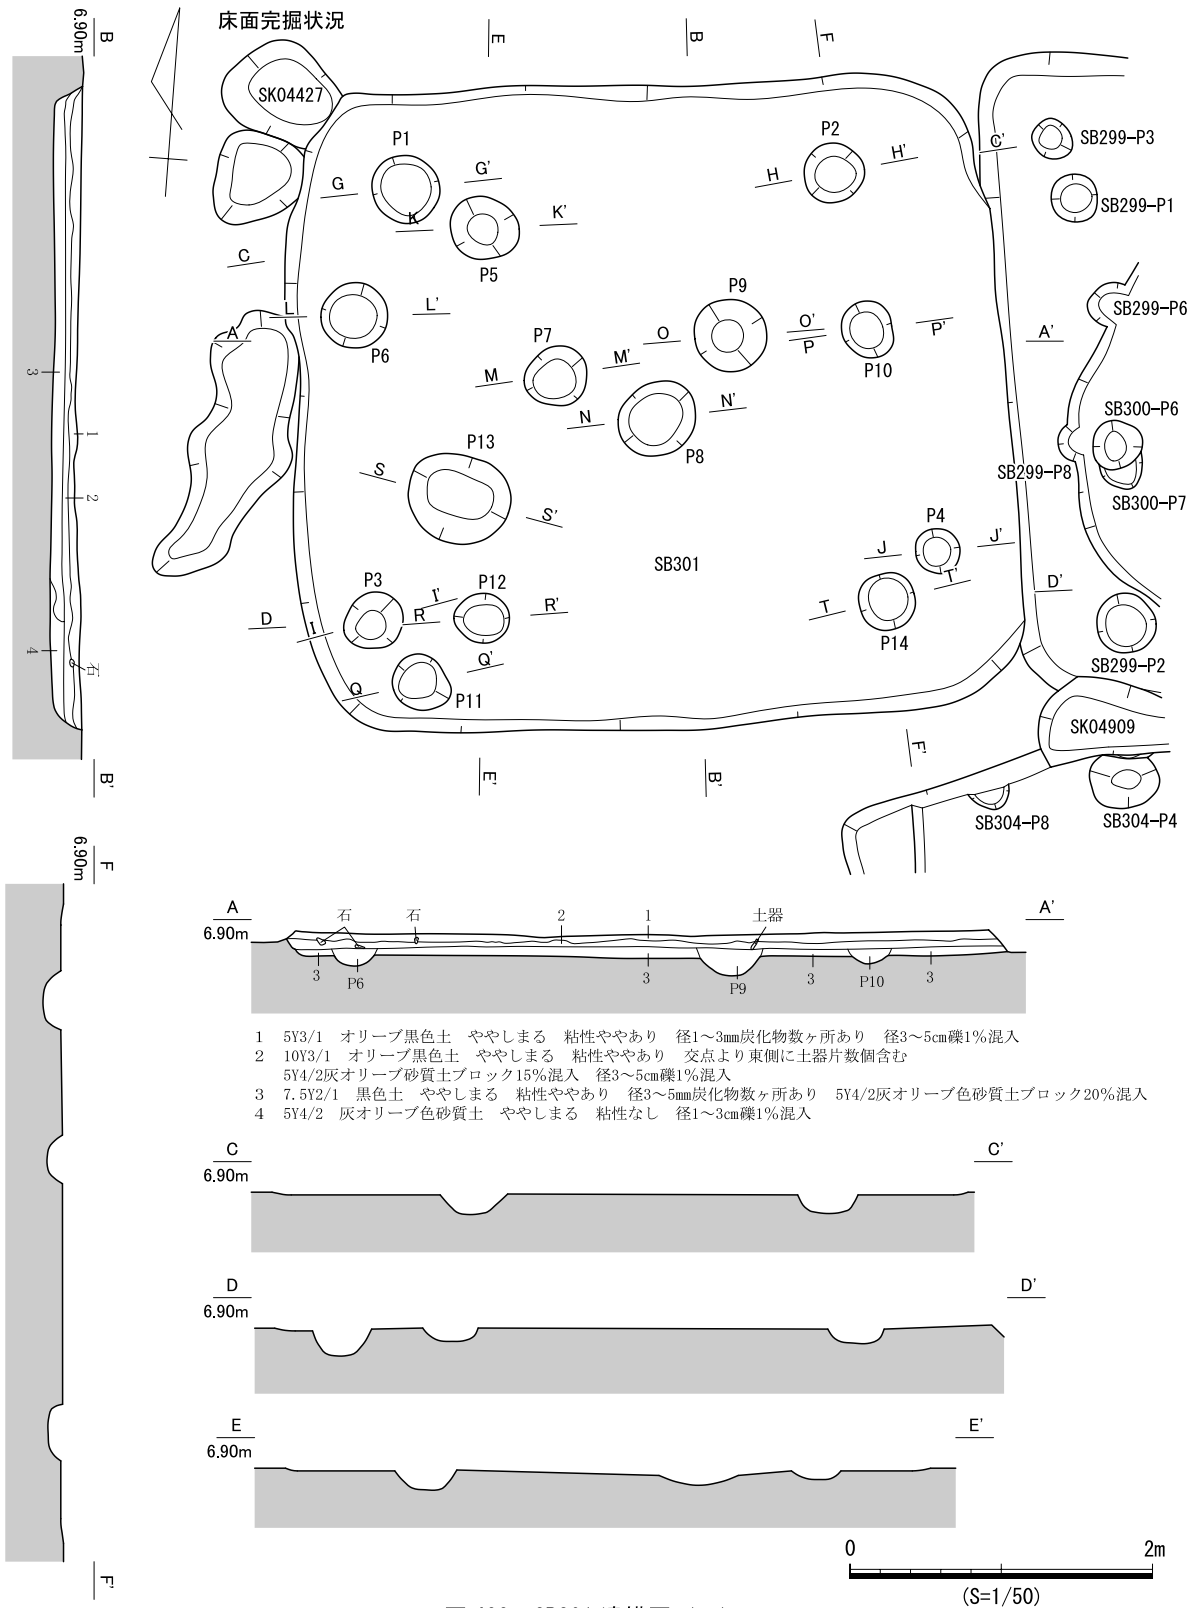 床面完掘状況
B
6.90m
E
B
F
SK04427
P1
P2
C'
SB299-P3
G
G'
H
H'
SB299-P1
K
K'
P5
C
L
L'
P6
A
P7
P9
O
O'
P
P'
P10
A'
SB299-P6
M
M'
N
N'
P8
SB300-P6
SB299-P8
SB300-P7
3
1
2
4
石
P13
S
S'
SB301
P4
J
J'
T
T'
P14
P3
P12
I
I'
R
R'
D
D'
Q
Q'
P11
SB299-P2
SK04909
B'
E'
B'
F'
SB304-P8
SB304-P4
F
6.90m
A
6.90m
A'
石
石
2
1
土器
3
P6
3
P9
3
P10
3
1 5Y3/1 オリーブ黒色土 ややしまる 粘性ややあり 径1~3mm炭化物数ヶ所あり 径3~5cm礫1%混入
2 10Y3/1 オリーブ黒色土 ややしまる 粘性ややあり 交点より東側に土器片数個含む
5Y4/2灰オリーブ砂質土ブロック15%混入 径3~5cm礫1%混入
3 7.5Y2/1 黒色土 ややしまる 粘性ややあり 径3~5mm炭化物数ヶ所あり 5Y4/2灰オリーブ色砂質土ブロック20%混入
4 5Y4/2 灰オリーブ色砂質土 ややしまる 粘性なし 径1~3cm礫1%混入
C
6.90m
C'
D
6.90m
D'
E
6.90m
E'
F'
0
2m
(S=1/50)